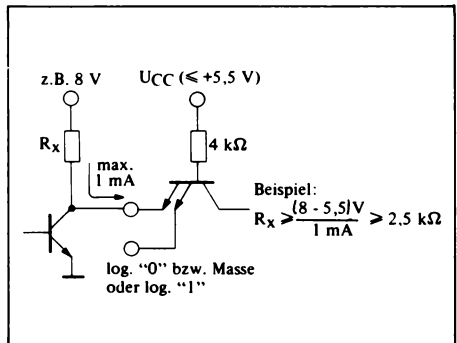 z.B. 8 V
UCC (≤ +5,5 V)
Rx
4 kΩ
max.
1 mA
Beispiel:
Rx ≥ (8 - 5,5)V / 1 mA ≥ 2,5 kΩ
log. “0” bzw. Masse
oder log. “1”